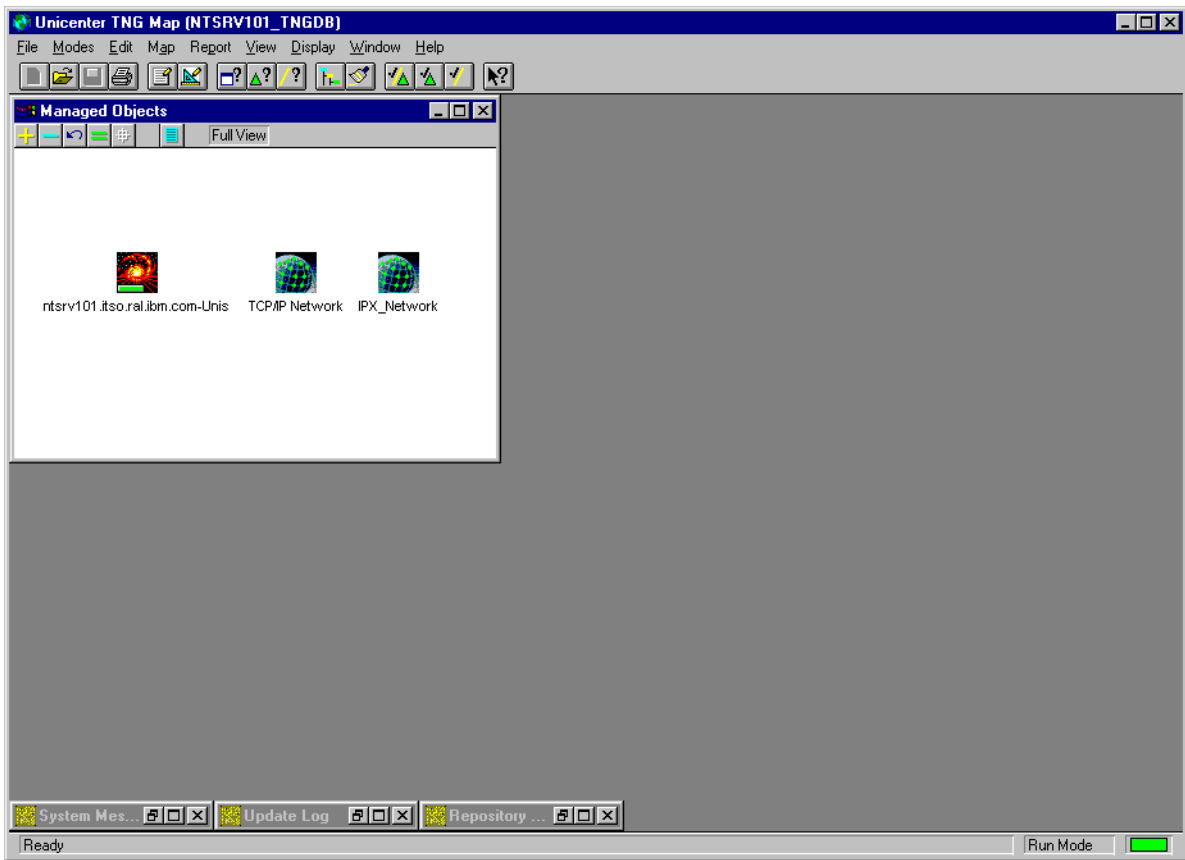 Unicenter TNG Map (NTSRV101_TNGDB)
File Modes Edit Map Report View Display Window Help
Managed Objects
Full View
ntsrv101.itso.ral.ibm.com-Unis TCP/IP Network IPX_Network
System Mes... Update Log Repository ...
Ready Run Mode